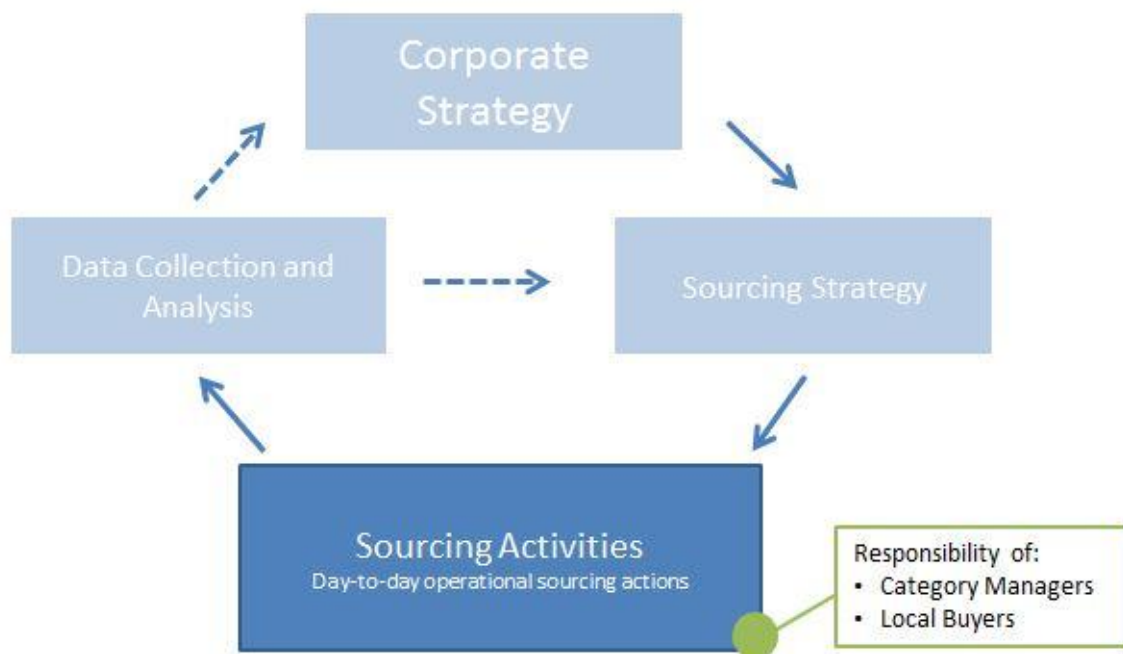 Corporate
Strategy
Data Collection and
Analysis
Sourcing Strategy
Sourcing Activities
Day-to-day operational sourcing actions
Responsibility of:
• Category Managers
• Local Buyers